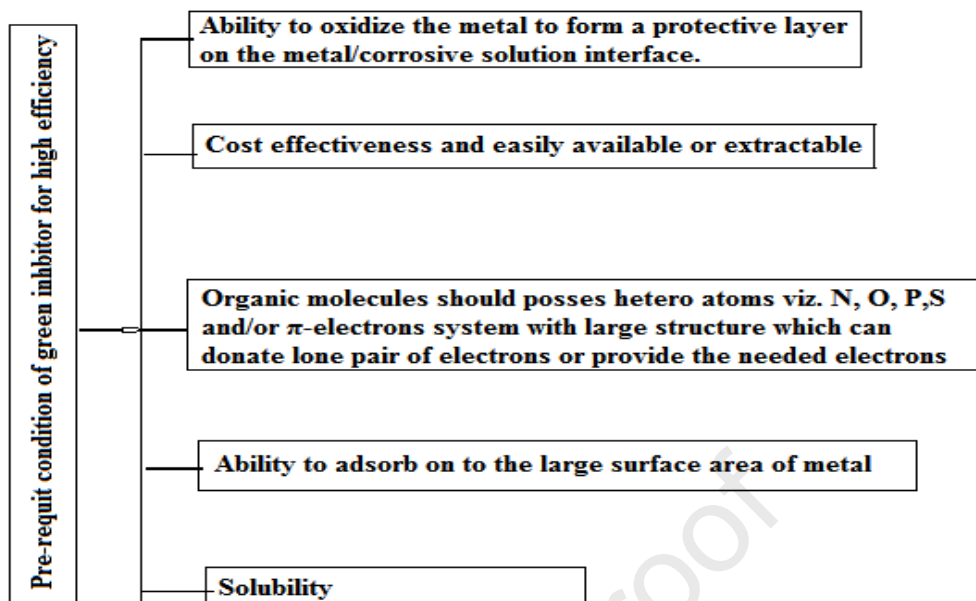 Pre-requit condition of green inhbitor for high efficiency
Ability to oxidize the metal to form a protective layer
on the metal/corrosive solution interface.
Cost effectiveness and easily available or extractable
Organic molecules should posses hetero atoms viz. N, O, P,S
and/or π-electrons system with large structure which can
donate lone pair of electrons or provide the needed electrons
Ability to adsorb on to the large surface area of metal
Solubility
roof